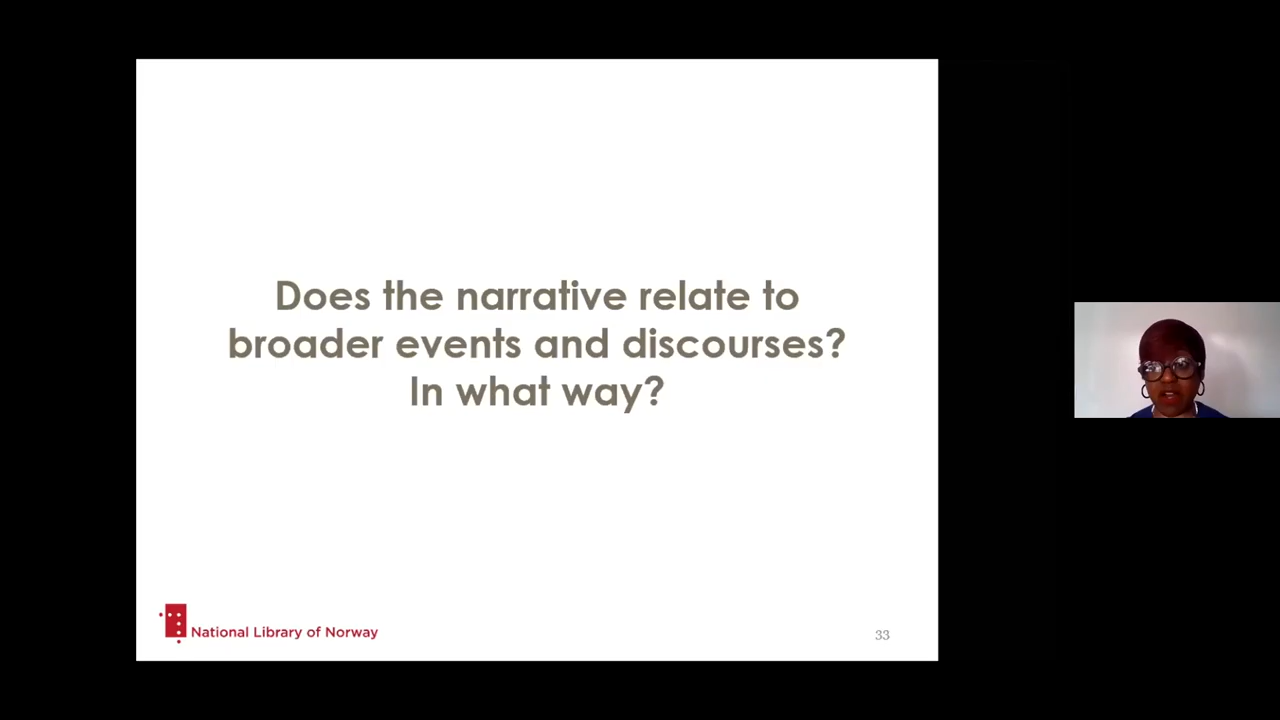 Does the narrative relate to
broader events and discourses?
In what way?
National Library of Norway
33